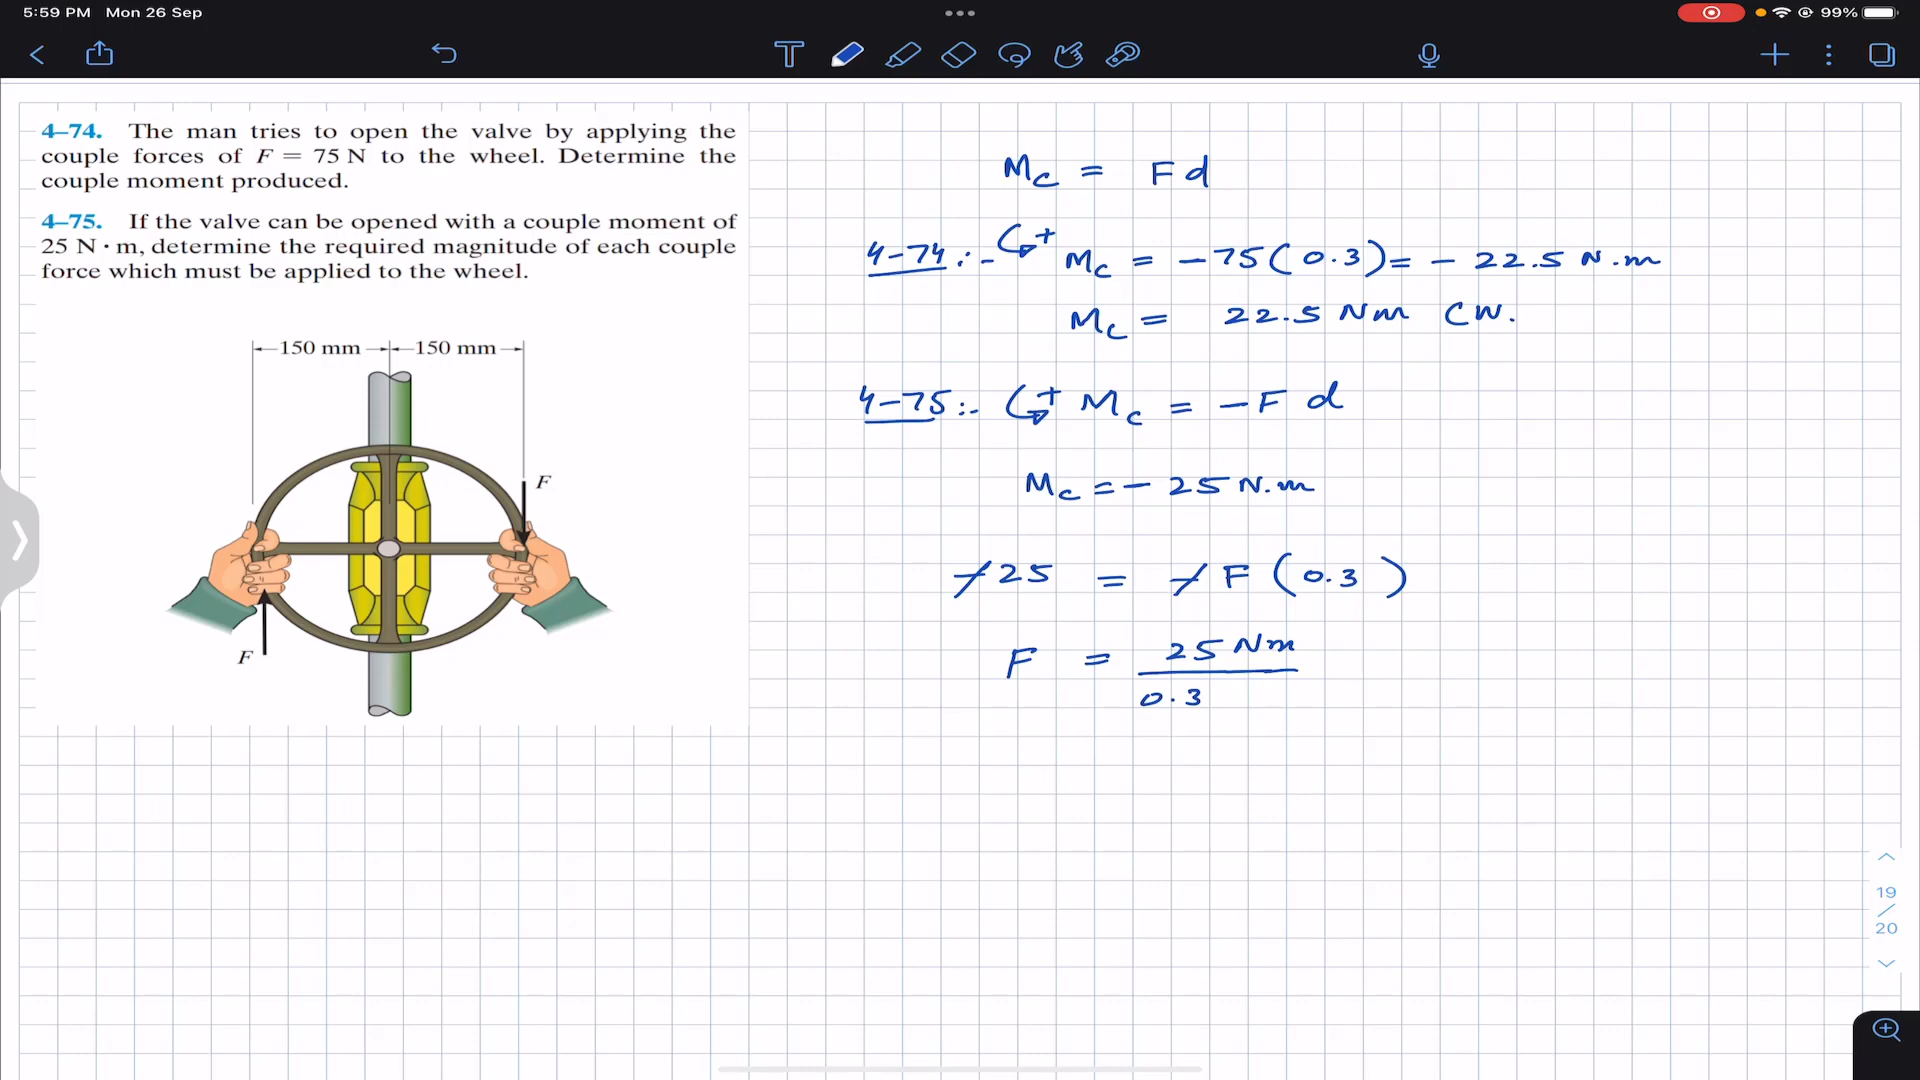 5:59 PM Mon 26 Sep
99%
4–74. The man tries to open the valve by applying the
couple forces of F = 75 N to the wheel. Determine the
couple moment produced.
4–75. If the valve can be opened with a couple moment of
25 N · m, determine the required magnitude of each couple
force which must be applied to the wheel.
150 mm 150 mm
F
F
Mc = Fd
4-74:- + Mc = -75(0.3) = - 22.5 N.m
Mc = 22.5 Nm CW.
4-75:- + Mc = -F d
Mc = - 25 N.m
-25 = -F (0.3)
F = 25 Nm
0.3
19
/
20